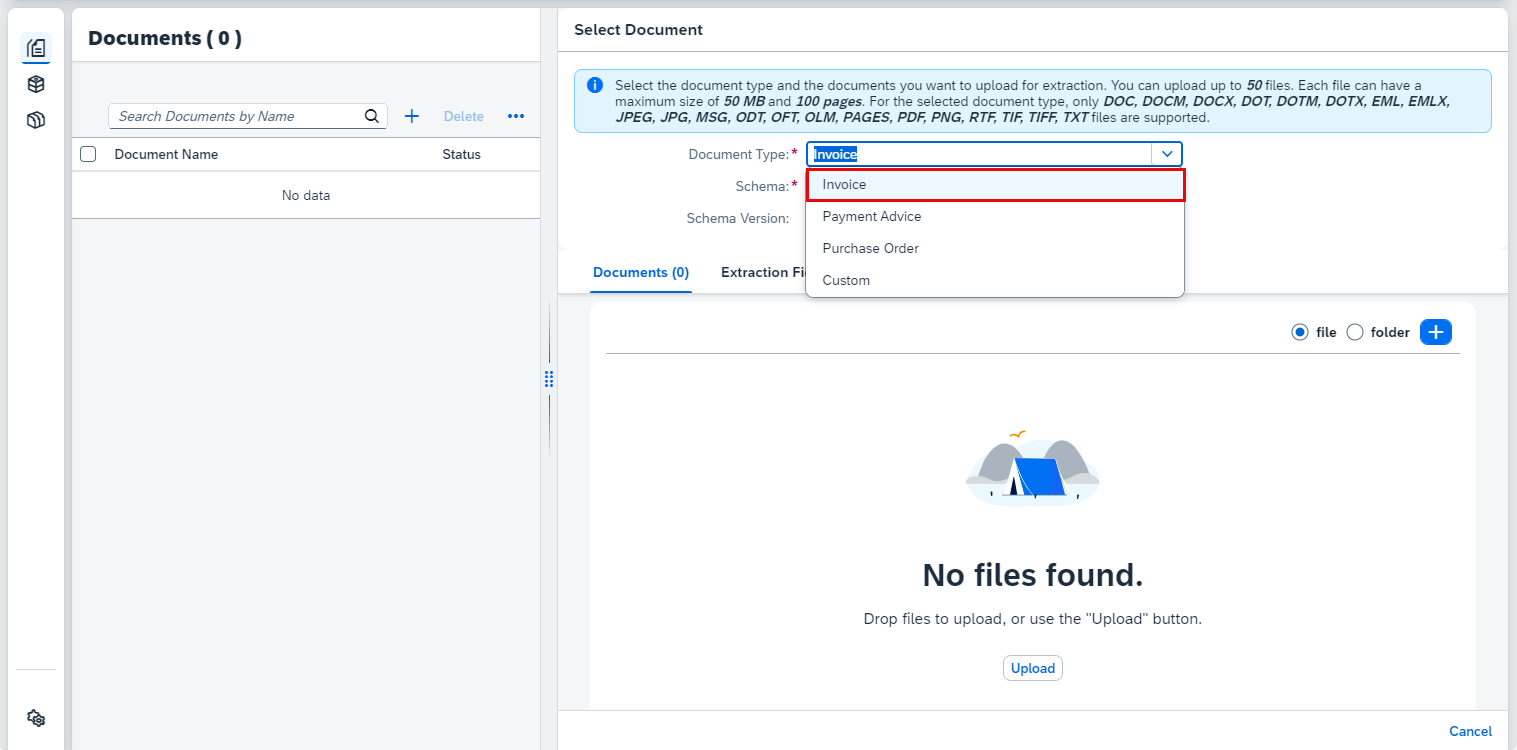 Documents ( 0 )
Search Documents by Name
Delete
Document Name Status
No data
Select Document
Select the document type and the documents you want to upload for extraction. You can upload up to 50 files. Each file can have a
maximum size of 50 MB and 100 pages. For the selected document type, only DOC, DOCM, DOCX, DOT, DOTM, DOTX, EML, EMLX,
JPEG, JPG, MSG, ODT, OFT, OLM, PAGES, PDF, PNG, RTF, TIF, TIFF, TXT files are supported.
Document Type:* Invoice
Schema:*
Schema Version:
Invoice
Payment Advice
Purchase Order
Custom
Documents (0) Extraction Fi
file folder
No files found.
Drop files to upload, or use the "Upload" button.
Upload
Cancel